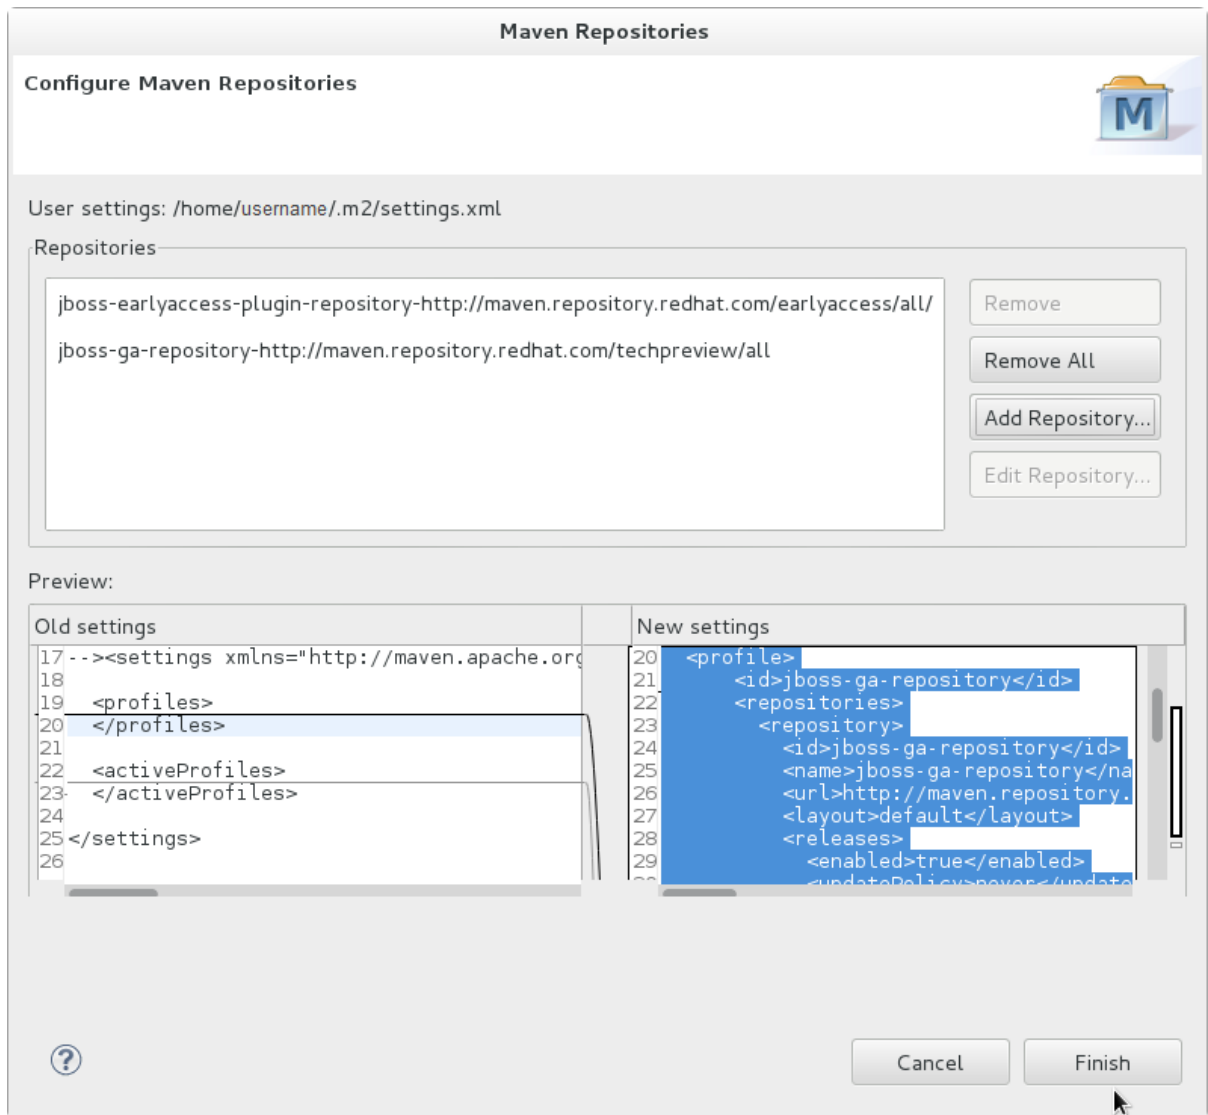 Maven Repositories
Configure Maven Repositories
M
User settings: /home/username/.m2/settings.xml
Repositories
jboss-earlyaccess-plugin-repository-http://maven.repository.redhat.com/earlyaccess/all/
jboss-ga-repository-http://maven.repository.redhat.com/techpreview/all
Remove
Remove All
Add Repository...
Edit Repository...
Preview:
Old settings
17 --><settings xmlns="http://maven.apache.org
18
19 <profiles>
20 </profiles>
21
22 <activeProfiles>
23 </activeProfiles>
24
25 </settings>
26
New settings
20 <profile>
21 <id>jboss-ga-repository</id>
22 <repositories>
23 <repository>
24 <id>jboss-ga-repository</id>
25 <name>jboss-ga-repository</na
26 <url>http://maven.repository.
27 <layout>default</layout>
28 <releases>
29 <enabled>true</enabled>
<updatePolicy>never</update
?
Cancel
Finish